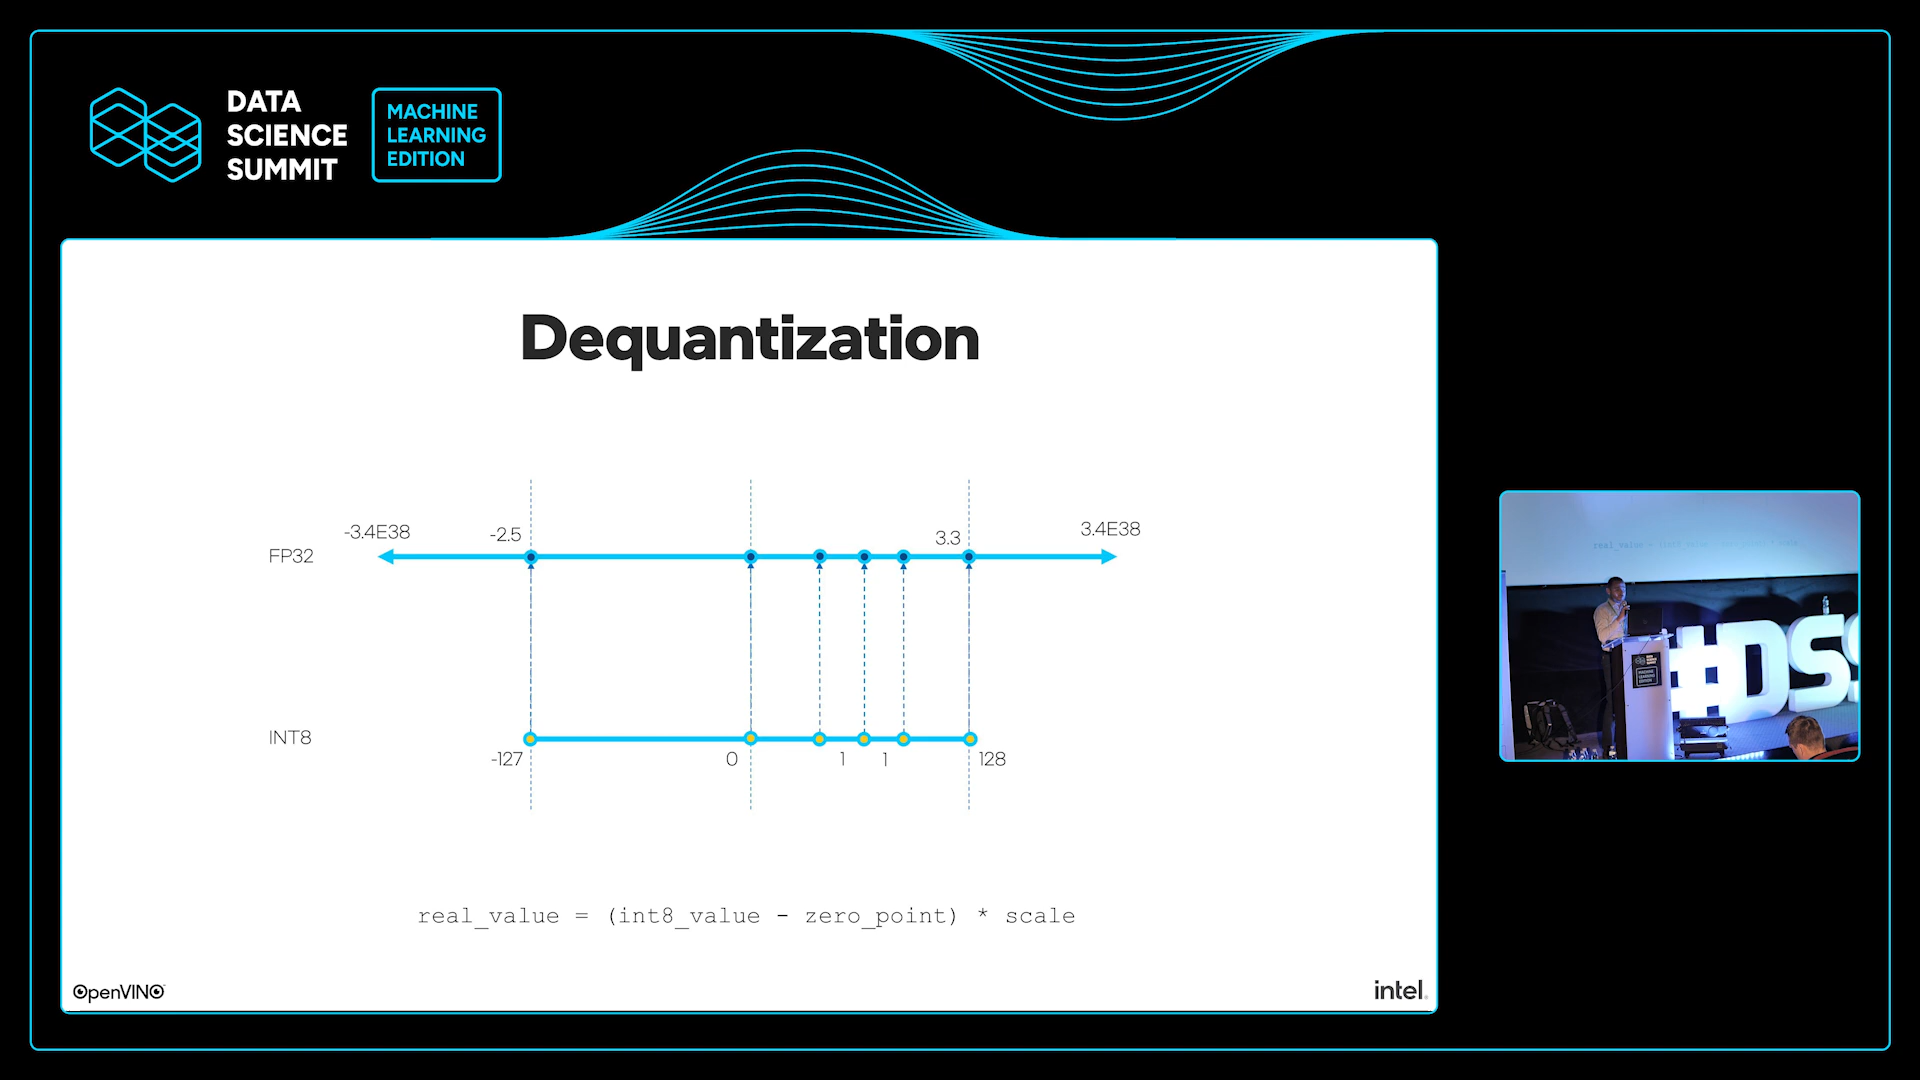 DATA
SCIENCE
SUMMIT
MACHINE
LEARNING
EDITION
Dequantization
-3.4E38
-2.5
3.3
3.4E38
FP32
INT8
-127
0
1
1
128
real_value = (int8_value - zero_point) * scale
OpenVINO
intel.
#DSS